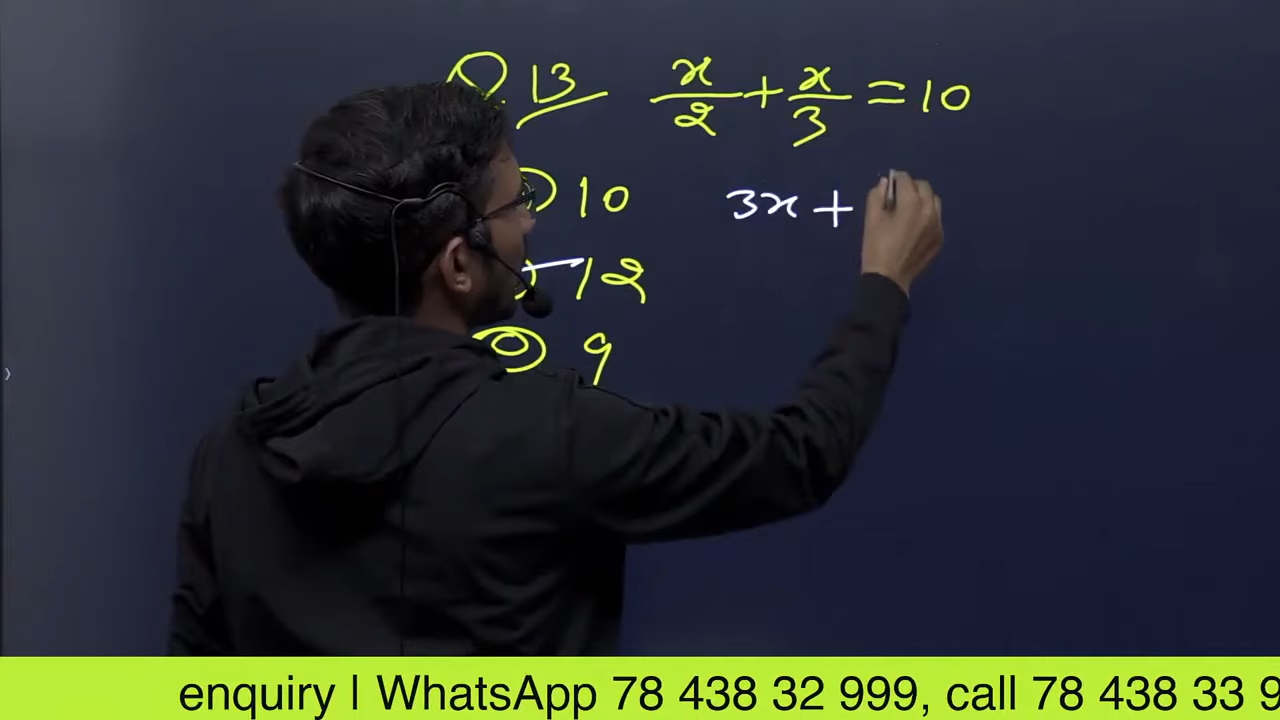 Q. 13 x/2 + x/3 = 10
10
3x +
12
9
enquiry | WhatsApp 78 438 32 999, call 78 438 33 9